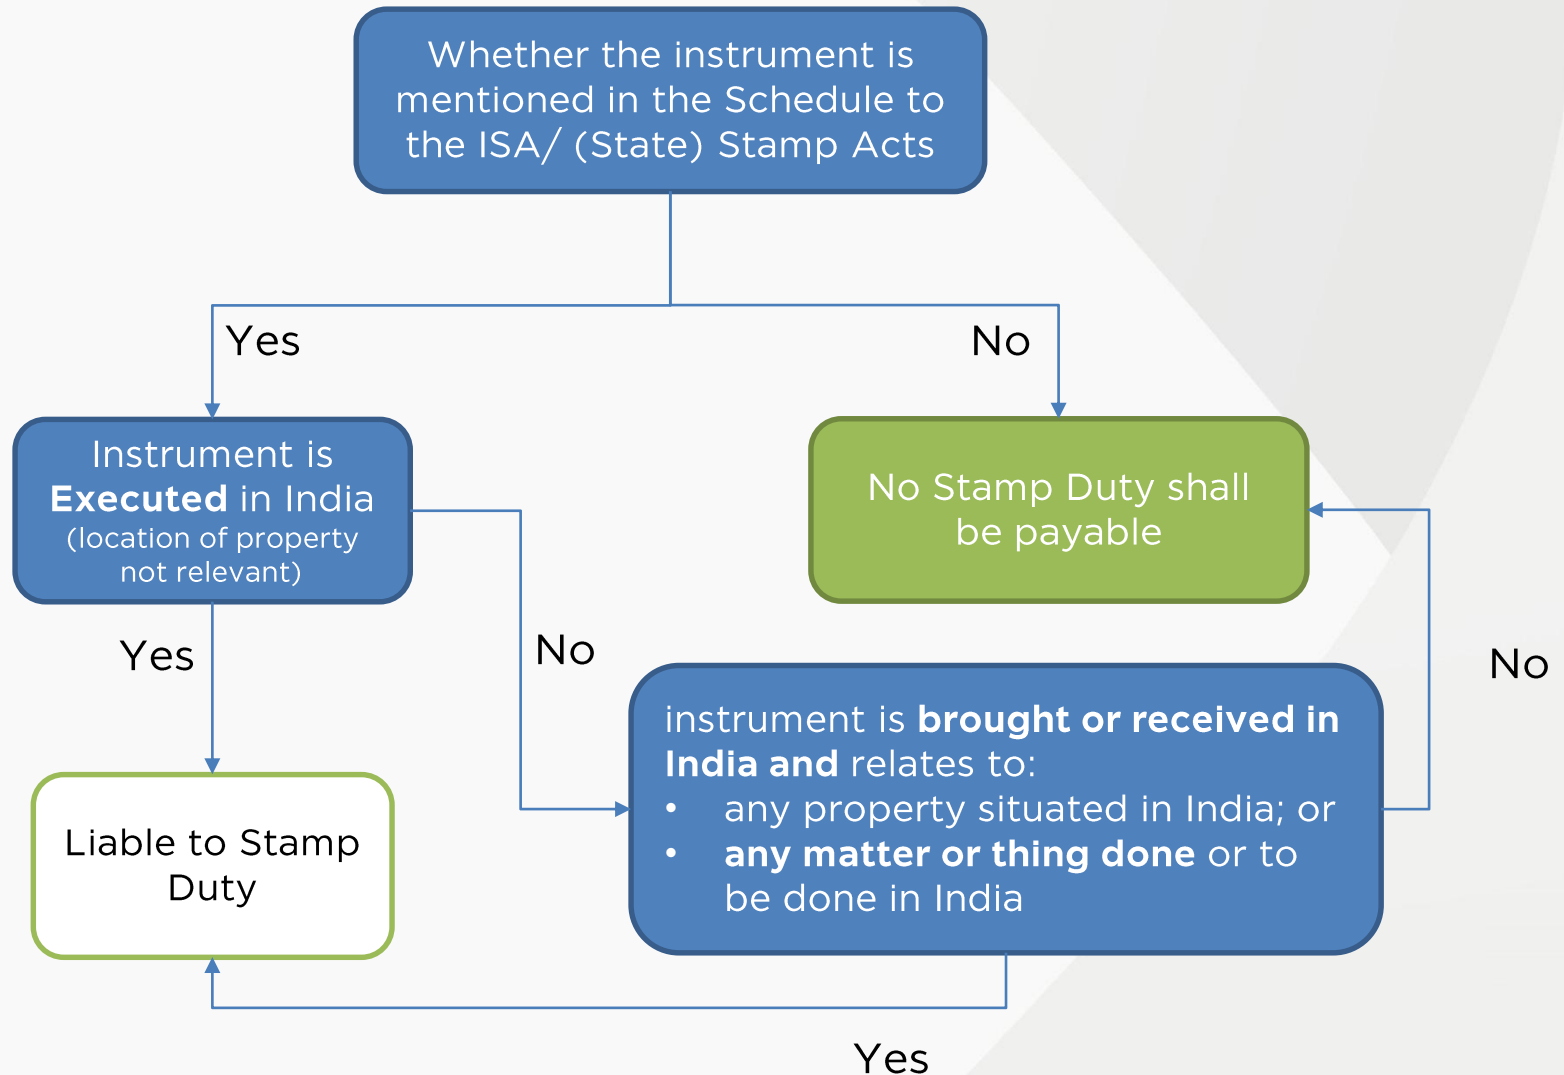 Whether the instrument is
mentioned in the Schedule to
the ISA/ (State) Stamp Acts
Yes
No
Instrument is
Executed in India
(location of property
not relevant)
No Stamp Duty shall
be payable
Yes
No
No
instrument is brought or received in
India and relates to:
• any property situated in India; or
• any matter or thing done or to
be done in India
Liable to Stamp
Duty
Yes